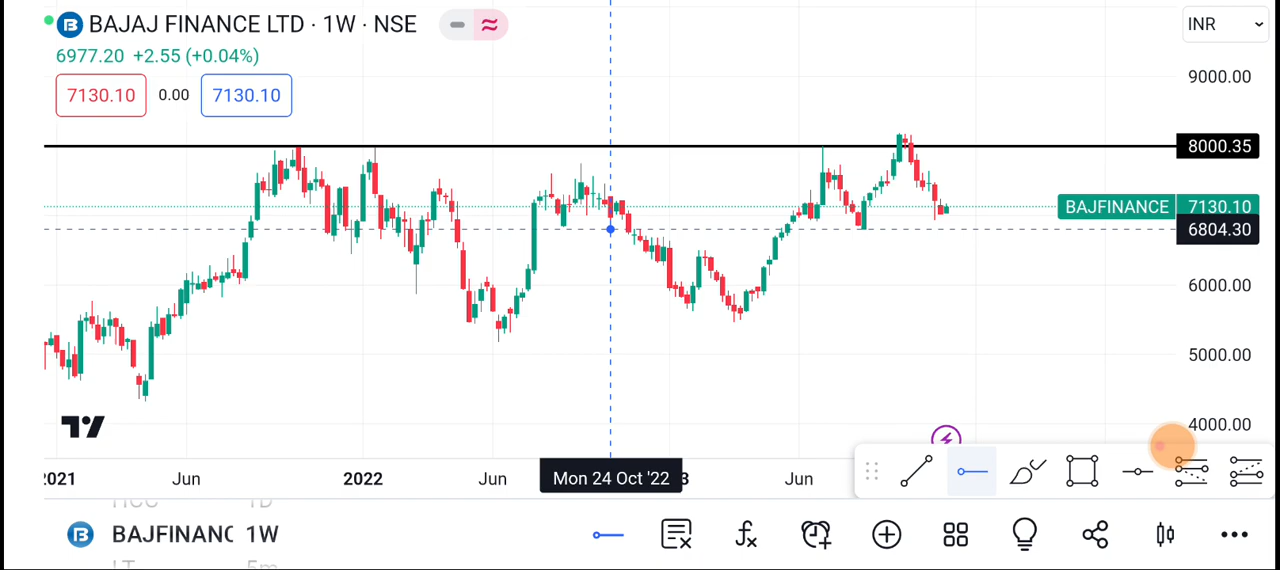 BAJAJ FINANCE LTD · 1W · NSE
INR
6977.20 +2.55 (+0.04%)
7130.10 0.00 7130.10
9000.00
8000.35
BAJFINANCE 7130.10
6804.30
6000.00
5000.00
4000.00
2021 Jun 2022 Jun Mon 24 Oct '22 3 Jun
BAJFINANC 1W